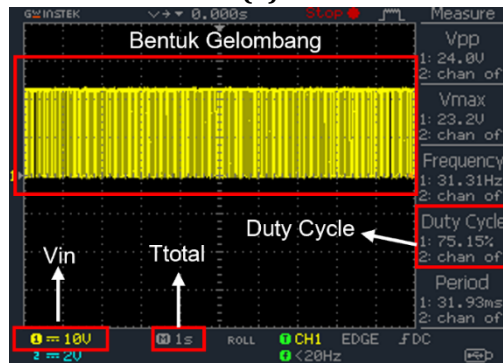 GWINSTEK 0.000s Stop Measure
Bentuk Gelombang
Vpp
1: 24.0V
2: chan of
Vmax
1: 23.2V
2: chan of
Frequency
1: 31.31Hz
2: chan of
Duty Cycle
Duty Cycle
1: 75.15%
2: chan of
Vin
Ttotal
Period
1: 31.93ms
2: chan of
1 10V M 1s ROLL CH1 EDGE DC
2 2V <20Hz